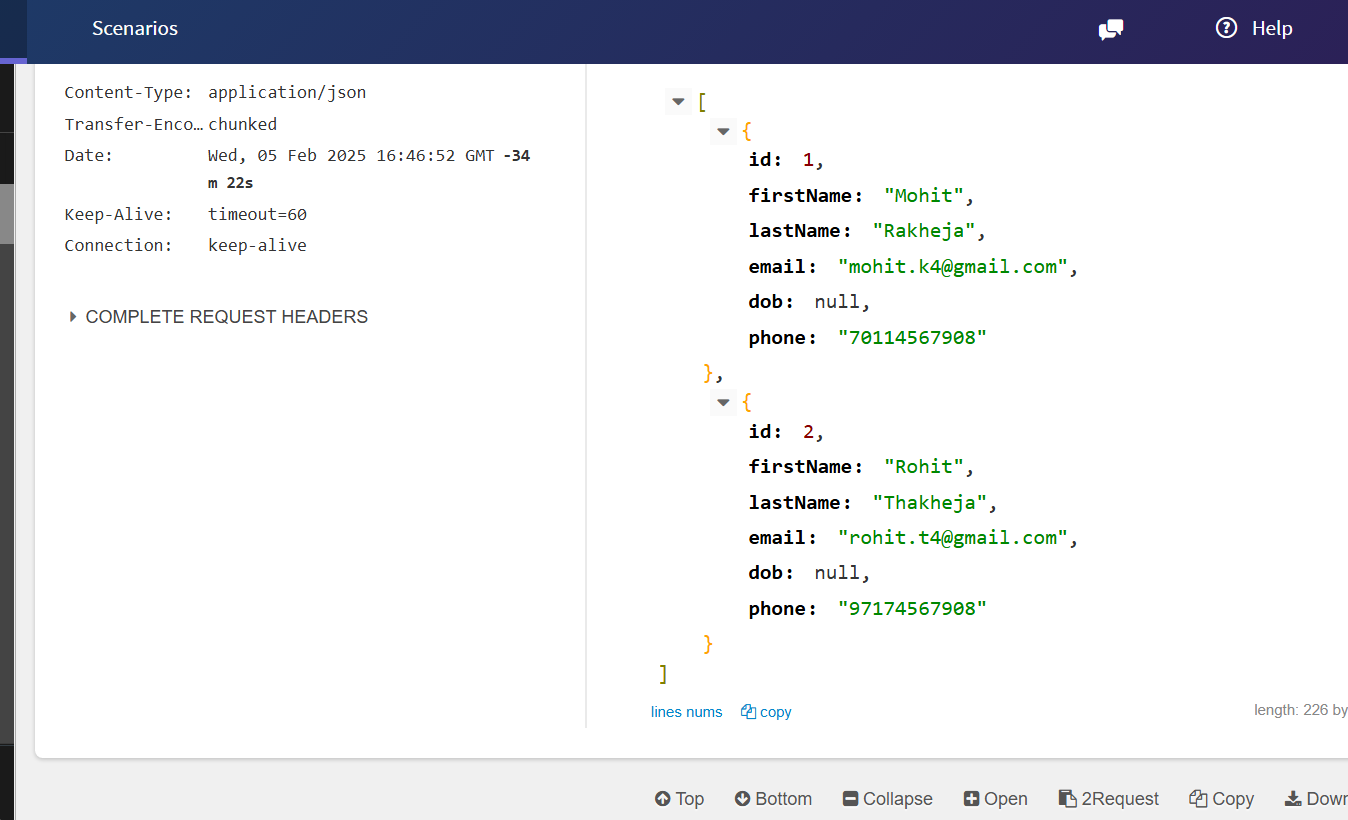 Scenarios
Help
Content-Type: application/json
Transfer-Enco… chunked
Date: Wed, 05 Feb 2025 16:46:52 GMT -34
m 22s
Keep-Alive: timeout=60
Connection: keep-alive
COMPLETE REQUEST HEADERS
[
{
id: 1,
firstName: "Mohit",
lastName: "Rakheja",
email: "mohit.k4@gmail.com",
dob: null,
phone: "70114567908"
},
{
id: 2,
firstName: "Rohit",
lastName: "Thakheja",
email: "rohit.t4@gmail.com",
dob: null,
phone: "97174567908"
}
]
lines nums copy
length: 226 by
Top Bottom Collapse Open 2Request Copy Dow